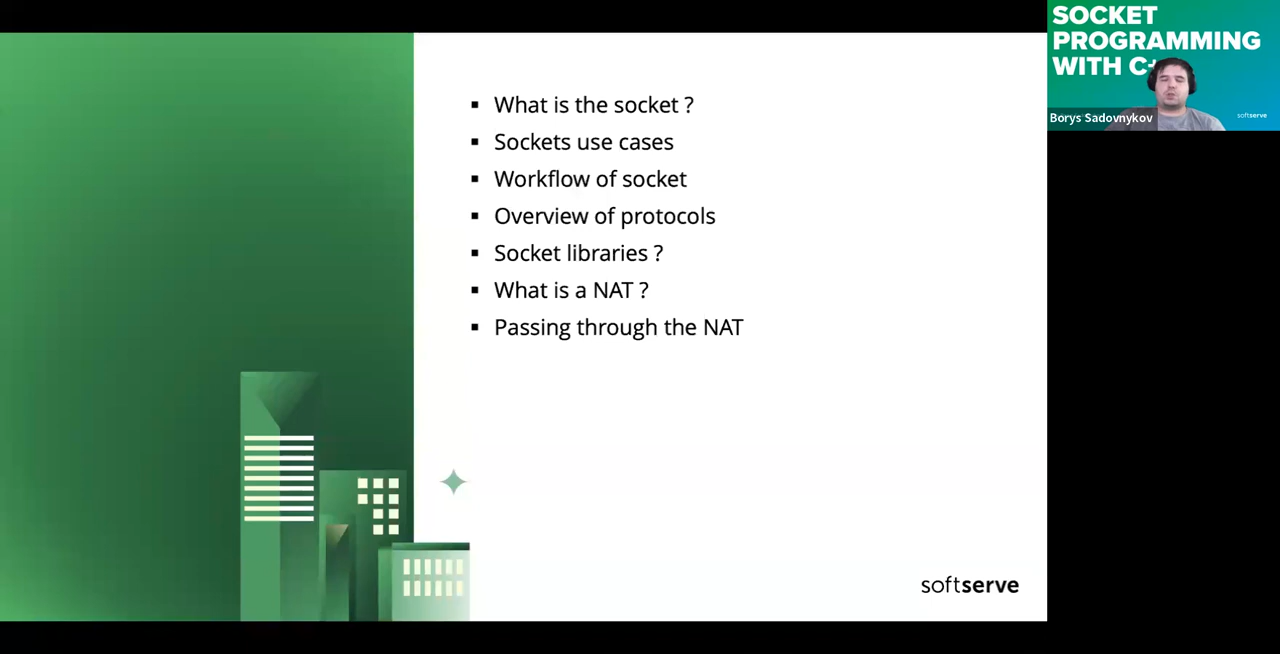 What is the socket ?
Sockets use cases
Workflow of socket
Overview of protocols
Socket libraries ?
What is a NAT ?
Passing through the NAT
softserve
SOCKET
PROGRAMMING
WITH C+
Borys Sadovnykov
softserve